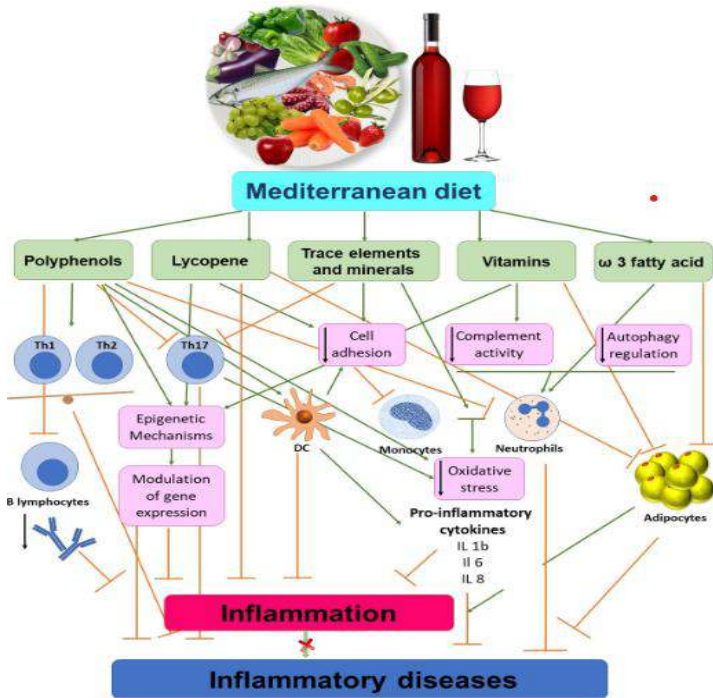 Mediterranean diet
Polyphenols
Lycopene
Trace elements
and minerals
Vitamins
ω 3 fatty acid
Th1
Th2
Th17
Cell
adhesion
Complement
activity
Autophagy
regulation
Epigenetic
Mechanisms
DC
Monocytes
Neutrophils
Modulation
of gene
expression
Oxidative
stress
B lymphocytes
Adipocytes
Pro-inflammatory
cytokines
IL 1b
Il 6
IL 8
Inflammation
Inflammatory diseases